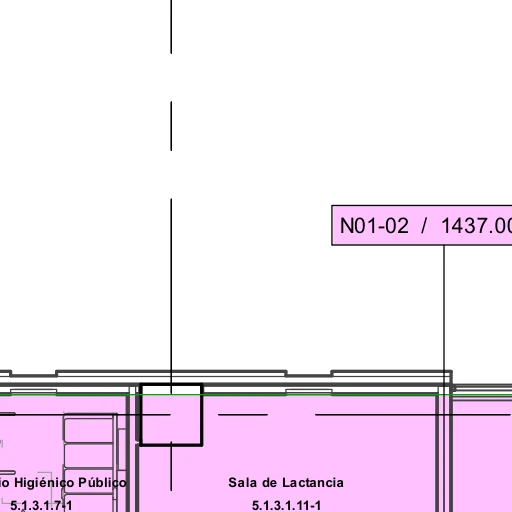 N01-02 / 1437.00
io Higiénico Público
5.1.3.1.7-1
Sala de Lactancia
5.1.3.1.11-1